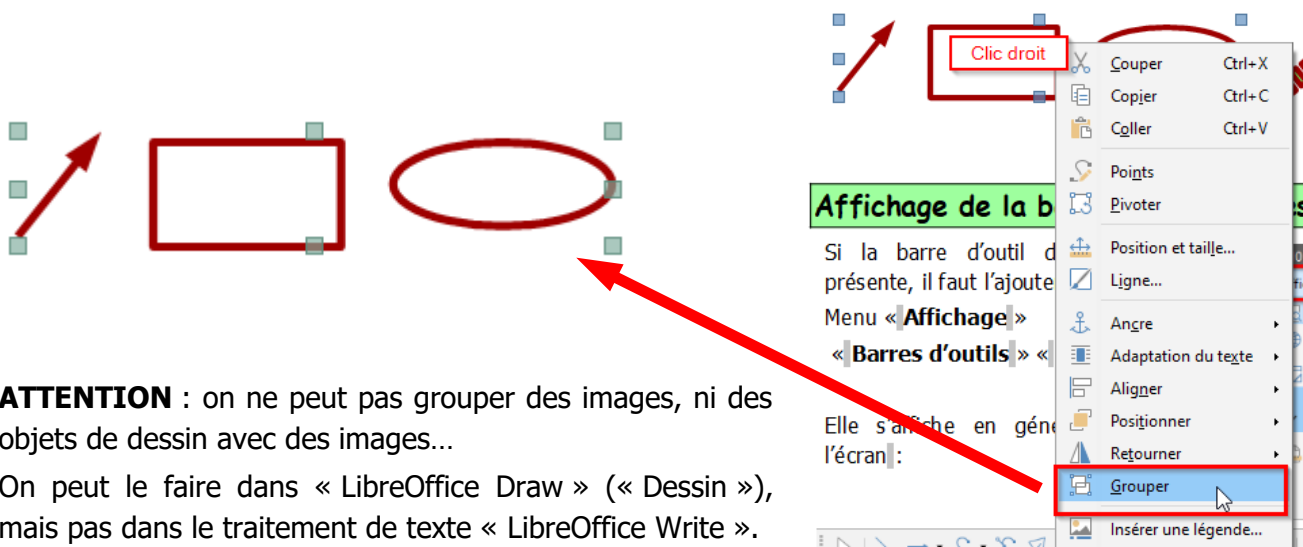 ATTENTION : on ne peut pas grouper des images, ni des
objets de dessin avec des images…
On peut le faire dans « LibreOffice Draw » (« Dessin »),
mais pas dans le traitement de texte « LibreOffice Write ».
Clic droit
Couper Ctrl+X
Copier Ctrl+C
Coller Ctrl+V
Points
Pivoter
Position et taille...
Ligne...
Ancre
Adaptation du texte
Aligner
Positionner
Retourner
Grouper
Insérer une légende...
Affichage de la b
Si la barre d’outil d
présente, il faut l’ajoute
Menu « Affichage »
« Barres d’outils » «
Elle s’affiche en géné
l’écran :